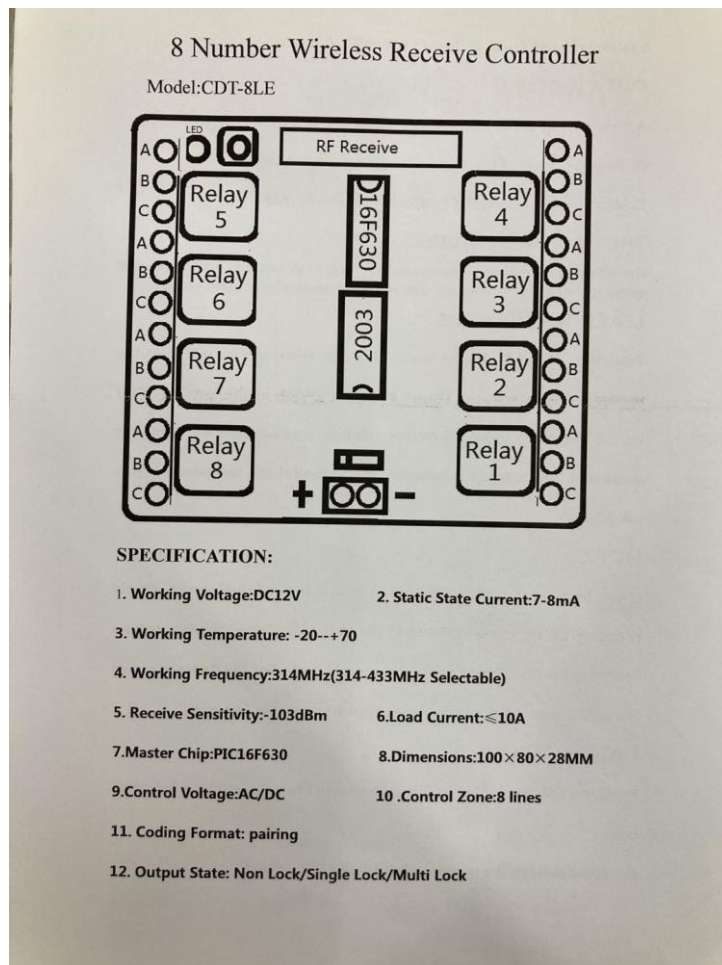 8 Number Wireless Receive Controller
Model:CDT-8LE
LED
RF Receive
A
B
C
A
B
C
A
B
C
A
B
C
Relay
5
Relay
6
Relay
7
Relay
8
16F630
2003
+ -
Relay
4
Relay
3
Relay
2
Relay
1
A
B
C
A
B
C
A
B
C
A
B
C
SPECIFICATION:
1. Working Voltage:DC12V 2. Static State Current:7-8mA
3. Working Temperature: -20--+70
4. Working Frequency:314MHz(314-433MHz Selectable)
5. Receive Sensitivity:-103dBm 6.Load Current:≤10A
7.Master Chip:PIC16F630 8.Dimensions:100×80×28MM
9.Control Voltage:AC/DC 10 .Control Zone:8 lines
11. Coding Format: pairing
12. Output State: Non Lock/Single Lock/Multi Lock